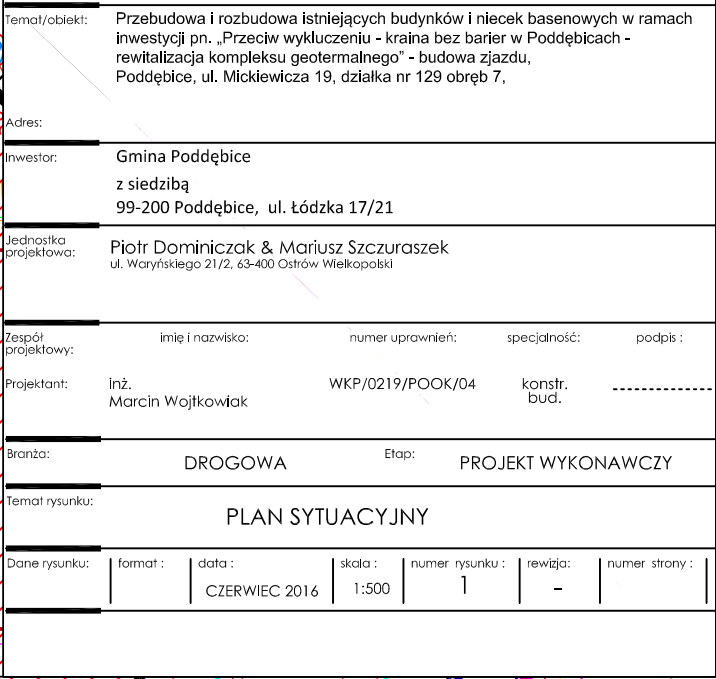 Temat/obiekt:
Przebudowa i rozbudowa istniejących budynków i niecek basenowych w ramach
inwestycji pn. „Przeciw wykluczeniu - kraina bez barier w Poddębicach -
rewitalizacja kompleksu geotermalnego" - budowa zjazdu,
Poddębice, ul. Mickiewicza 19, działka nr 129 obręb 7,
Adres:
Inwestor:
Gmina Poddębice
z siedzibą
99-200 Poddębice, ul. Łódzka 17/21
Jednostka
projektowa:
Piotr Dominiczak & Mariusz Szczuraszek
ul. Waryńskiego 21/2, 63-400 Ostrów Wielkopolski
Zespół
projektowy:
imię i nazwisko: numer uprawnień: specjalność: podpis :
Projektant:
inż.
Marcin Wojtkowiak
WKP/0219/POOK/04
konstr.
bud.
Branża: DROGOWA Etap: PROJEKT WYKONAWCZY
Temat rysunku:
PLAN SYTUACYJNY
Dane rysunku: format : data : skala : numer rysunku : rewizja: numer strony :
CZERWIEC 2016 1:500 1 –